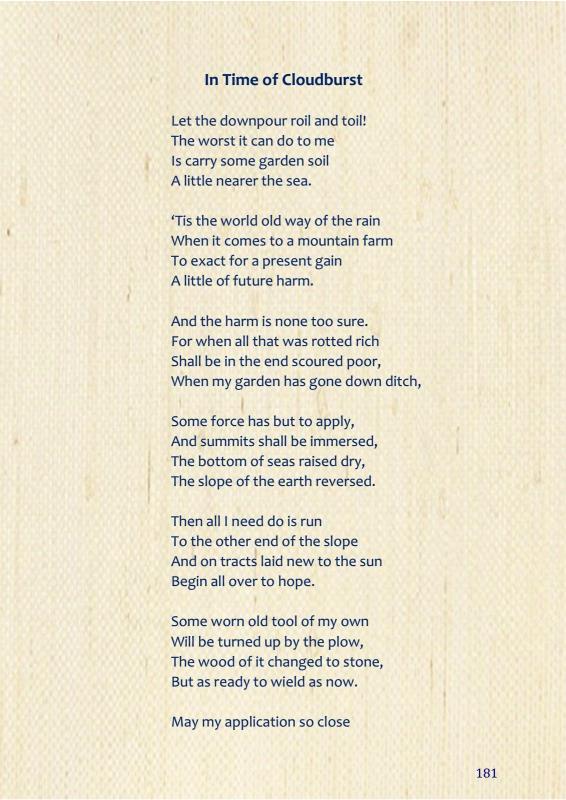 In Time of Cloudburst
Let the downpour roil and toil!
The worst it can do to me
Is carry some garden soil
A little nearer the sea.
‘Tis the world old way of the rain
When it comes to a mountain farm
To exact for a present gain
A little of future harm.
And the harm is none too sure.
For when all that was rotted rich
Shall be in the end scoured poor,
When my garden has gone down ditch,
Some force has but to apply,
And summits shall be immersed,
The bottom of seas raised dry,
The slope of the earth reversed.
Then all I need do is run
To the other end of the slope
And on tracts laid new to the sun
Begin all over to hope.
Some worn old tool of my own
Will be turned up by the plow,
The wood of it changed to stone,
But as ready to wield as now.
May my application so close
181